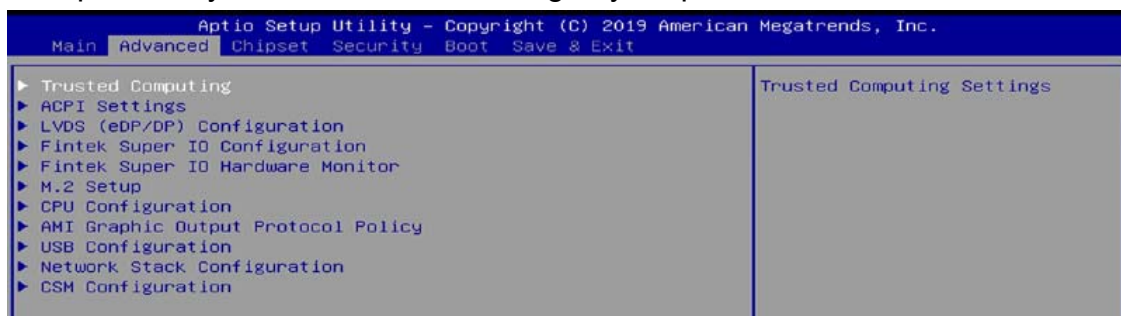 Aptio Setup Utility – Copyright (C) 2019 American Megatrends, Inc.
Main Advanced Chipset Security Boot Save & Exit
▶ Trusted Computing
▶ ACPI Settings
▶ LVDS (eDP/DP) Configuration
▶ Fintek Super IO Configuration
▶ Fintek Super IO Hardware Monitor
▶ M.2 Setup
▶ CPU Configuration
▶ AMI Graphic Output Protocol Policy
▶ USB Configuration
▶ Network Stack Configuration
▶ CSM Configuration
Trusted Computing Settings